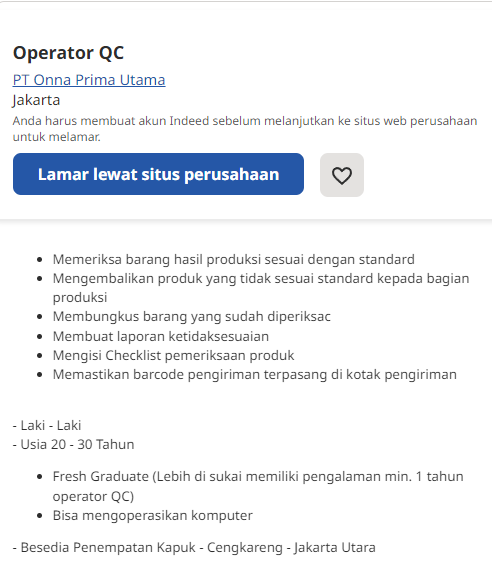 Operator QC
PT Onna Prima Utama
Jakarta
Anda harus membuat akun Indeed sebelum melanjutkan ke situs web perusahaan
untuk melamar.
Lamar lewat situs perusahaan
• Memeriksa barang hasil produksi sesuai dengan standard
• Mengembalikan produk yang tidak sesuai standard kepada bagian
produksi
• Membungkus barang yang sudah diperiksac
• Membuat laporan ketidaksesuaian
• Mengisi Checklist pemeriksaan produk
• Memastikan barcode pengiriman terpasang di kotak pengiriman
- Laki - Laki
- Usia 20 - 30 Tahun
• Fresh Graduate (Lebih di sukai memiliki pengalaman min. 1 tahun
operator QC)
• Bisa mengoperasikan komputer
- Besedia Penempatan Kapuk - Cengkareng - Jakarta Utara